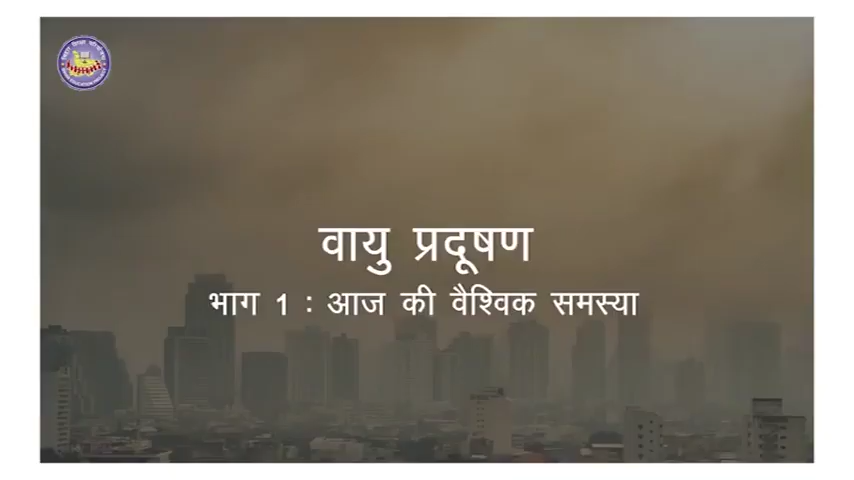 वायु प्रदूषण
भाग 1 : आज की वैश्विक समस्या